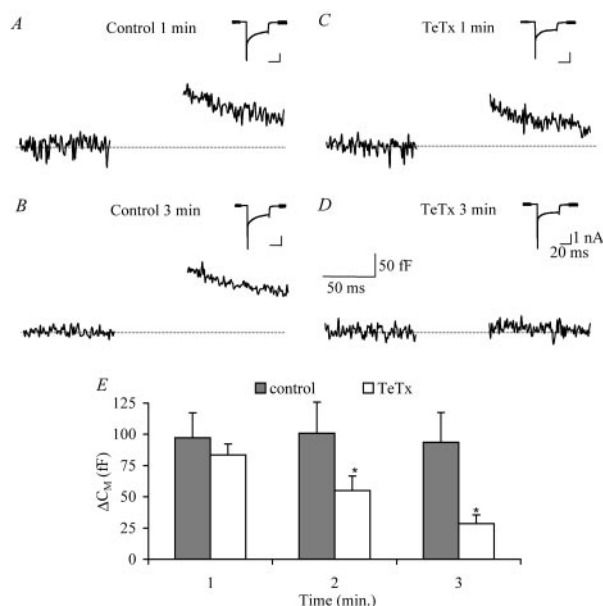 A Control 1 min
C TeTx 1 min
B Control 3 min
D TeTx 3 min
1 nA
20 ms
50 fF
50 ms
E
control TeTx
125
100
75
50
25
0
ΔCM (fF)
* *
1 2 3
Time (min.)